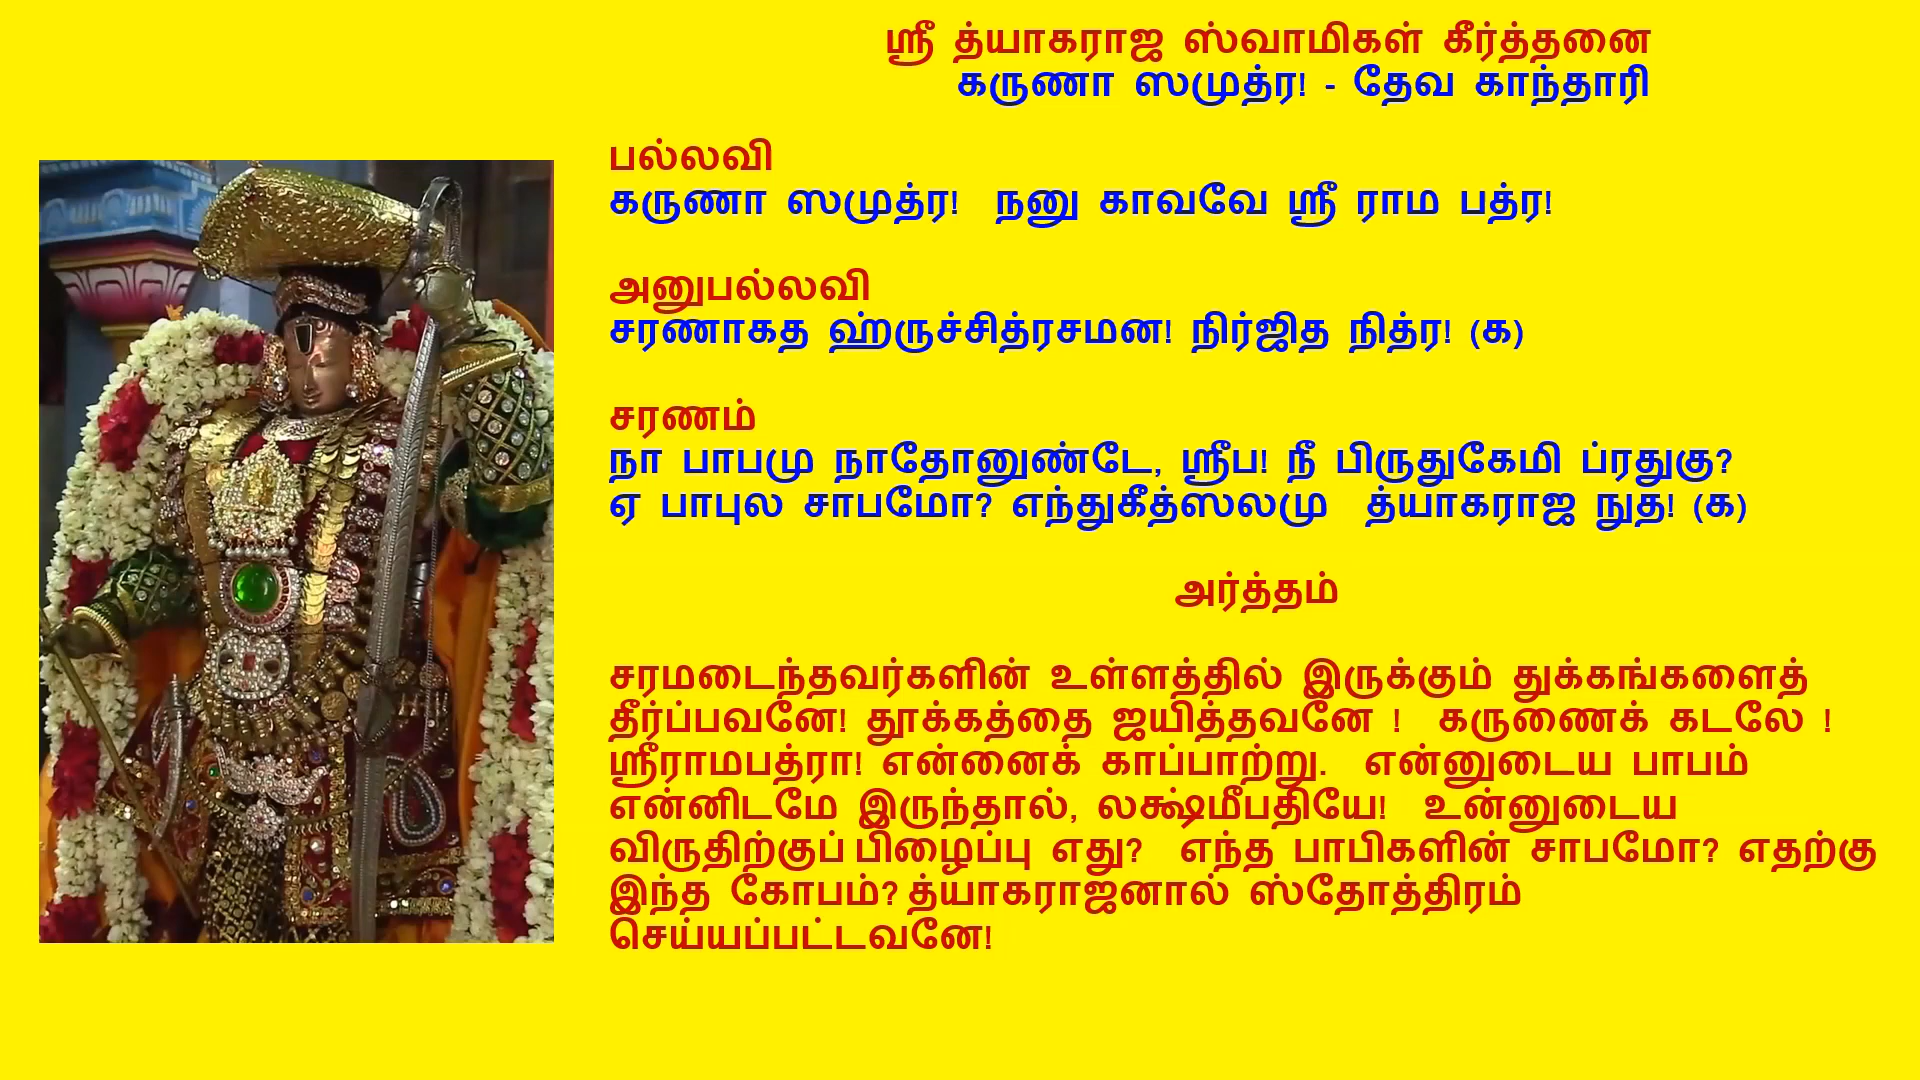 ஸ்ரீ த்யாகராஜ ஸ்வாமிகள் கீர்த்தனை
கருணா ஸமுத்ர! - தேவ காந்தாரி
பல்லவி
கருணா ஸமுத்ர! நனு காவவே ஸ்ரீ ராம பத்ர!
அனுபல்லவி
சரணாகத ஹ்ருச்சித்ரசமன! நிர்ஜித நித்ர! (க)
சரணம்
நா பாபமு நாதோனுண்டே, ஸ்ரீப! நீ பிருதுகேமி ப்ரதுகு?
ஏ பாபுல சாபமோ? எந்துகீத்ஸலமு த்யாகராஜ நுத! (க)
அர்த்தம்
சரமடைந்தவர்களின் உள்ளத்தில் இருக்கும் துக்கங்களைத்
தீர்ப்பவனே! தூக்கத்தை ஜயித்தவனே ! கருணைக் கடலே !
ஸ்ரீராமபத்ரா! என்னைக் காப்பாற்று. என்னுடைய பாபம்
என்னிடமே இருந்தால், லக்ஷ்மீபதியே! உன்னுடைய
விருதிற்குப் பிழைப்பு எது? எந்த பாபிகளின் சாபமோ? எதற்கு
இந்த கோபம்? த்யாகராஜனால் ஸ்தோத்திரம்
செய்யப்பட்டவனே!